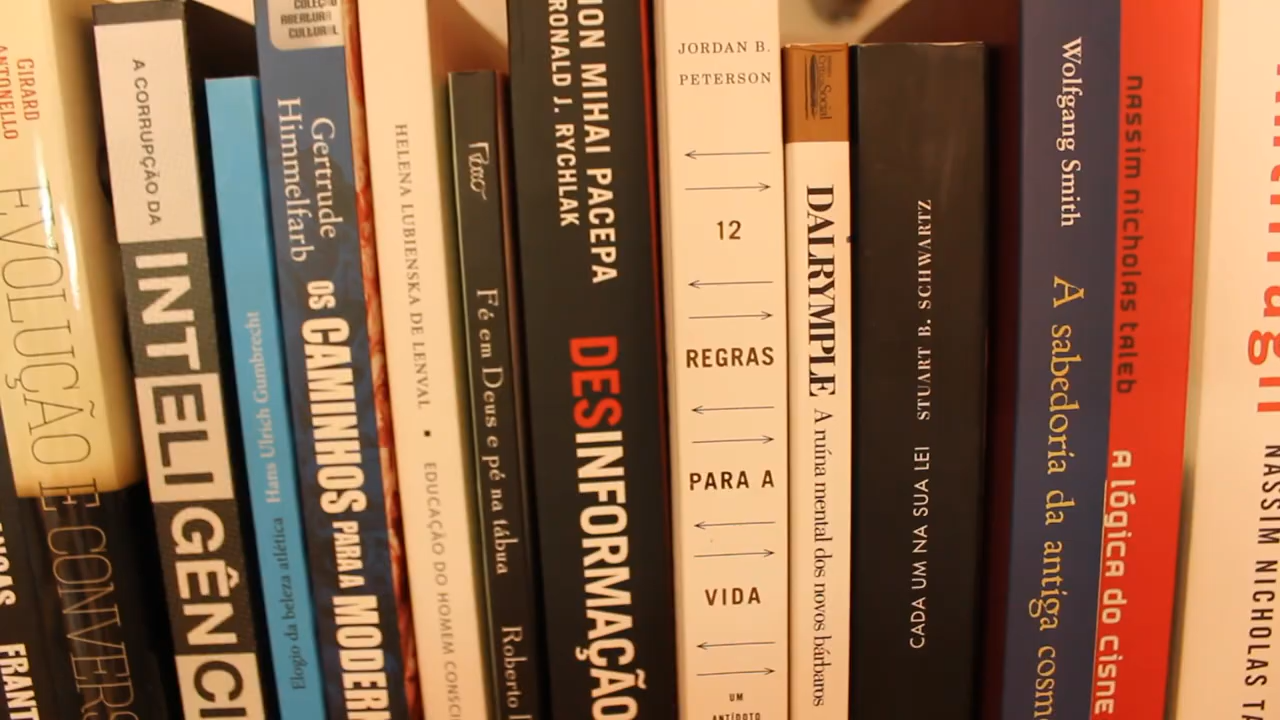 GIRARD
ANTONELLO
EVOLUÇÃO E CONVERS
FRANT
A CORRUPÇÃO DA
INTELIGÊNCI
Hans Ulrich Gumbrecht
Elogio da beleza atlética
COLEÇÃO
ABERTURA
CULTURAL
Gertrude
Himmelfarb
OS CAMINHOS PARA A MODERN
HELENA LUBIENSKA DE LENVAL
EDUCAÇÃO DO HOMEM CONSCI
Fé em Deus e pé na tábua
Roberto
ION MIHAI PACEPA
RONALD J. RYCHLAK
DESINFORMAÇÃO
JORDAN B.
PETERSON
12
REGRAS
PARA A
VIDA
UM
ANTÍDOTO
DALRYMPLE
A ruína mental dos novos bárbaros
CADA UM NA SUA LEI
STUART B. SCHWARTZ
Wolfgang Smith
A sabedoria da antiga cosm
nassim nicholas taleb
A lógica do cisne
NASSIM NICHOLAS TA